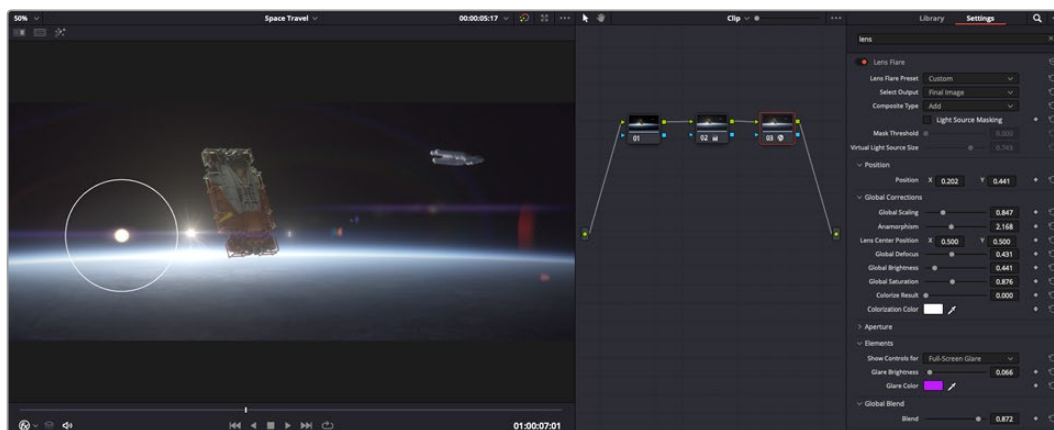 50% Space Travel 00:00:05:17 Clip Library Settings
lens
Lens Flare
Lens Flare Preset Custom
Select Output Final Image
Composite Type Add
Light Source Masking
Mask Threshold 0.000
Virtual Light Source Size 0.743
Position
Position X 0.202 Y 0.441
Global Corrections
Global Scaling 0.847
Anamorphism 2.168
Lens Center Position X 0.500 Y 0.500
Global Defocus 0.431
Global Brightness 0.441
Global Saturation 0.876
Colorize Result 0.000
Colorization Color
Aperture
Elements
Show Controls for Full-Screen Glare
Glare Brightness 0.066
Glare Color
Global Blend
Blend 0.872
01 02 03
01:00:07:01